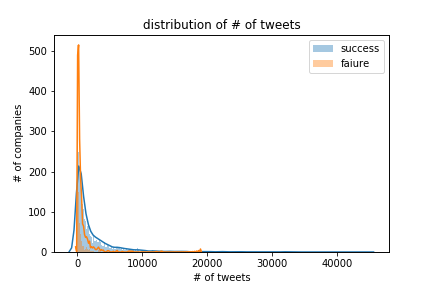 distribution of # of tweets
success
faiure
# of companies
500
400
300
200
100
0
0
10000
20000
30000
40000
# of tweets